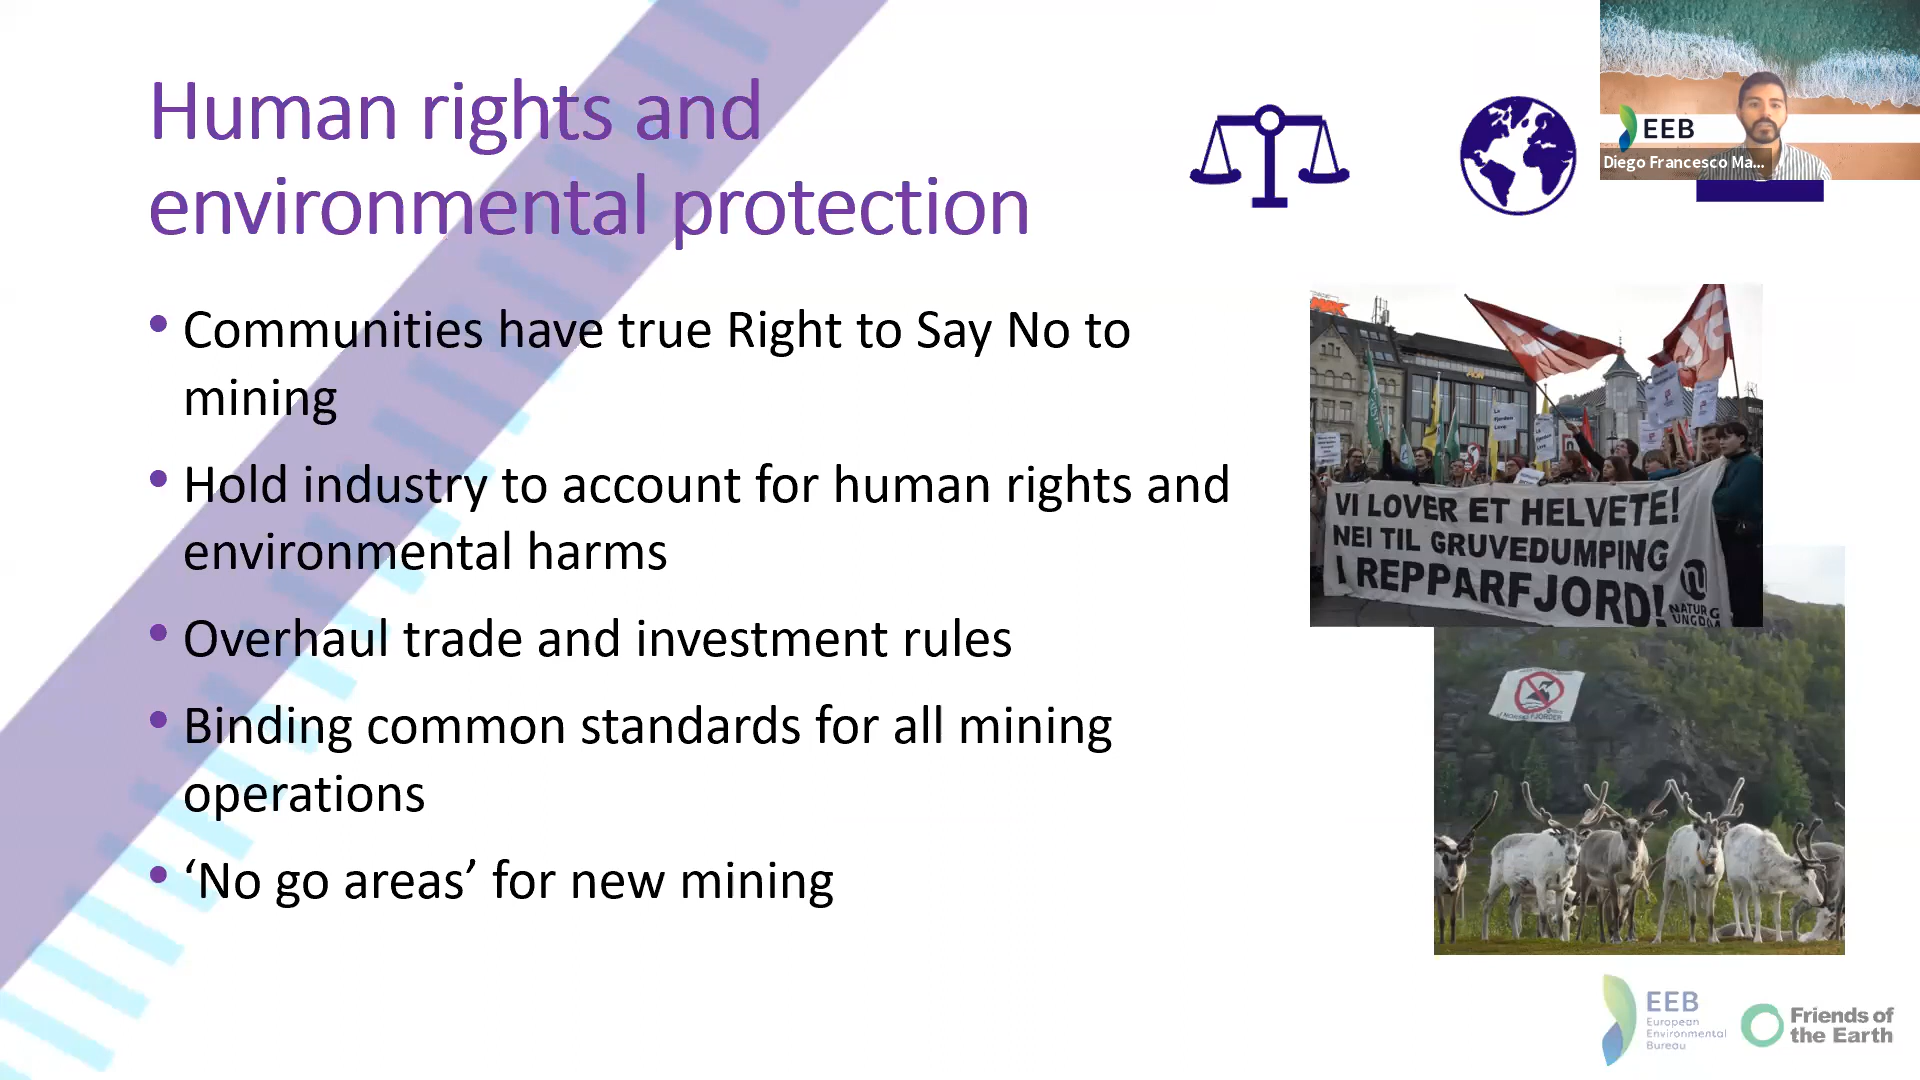 Human rights and
environmental protection
EEB
Diego Francesco Ma...
• Communities have true Right to Say No to
mining
• Hold industry to account for human rights and
environmental harms
• Overhaul trade and investment rules
• Binding common standards for all mining
operations
• ‘No go areas’ for new mining
VI LOVER ET HELVETE!
NEI TIL GRUVEDUMPING
I REPPARFJORD!
NATUR OG
UNGDOM
EEB
European
Environmental
Bureau
Friends of
the Earth